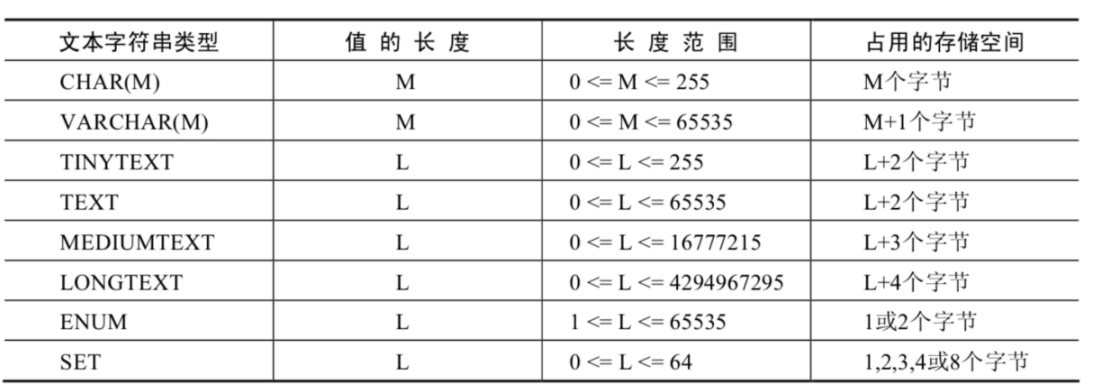 文本字符串类型 值 的 长 度 长 度 范 围 占用的存储空间
CHAR(M) M 0 <= M <= 255 M个字节
VARCHAR(M) M 0 <= M <= 65535 M+1个字节
TINYTEXT L 0 <= L <= 255 L+2个字节
TEXT L 0 <= L <= 65535 L+2个字节
MEDIUMTEXT L 0 <= L <= 16777215 L+3个字节
LONGTEXT L 0 <= L <= 4294967295 L+4个字节
ENUM L 1 <= L <= 65535 1或2个字节
SET L 0 <= L <= 64 1,2,3,4或8个字节